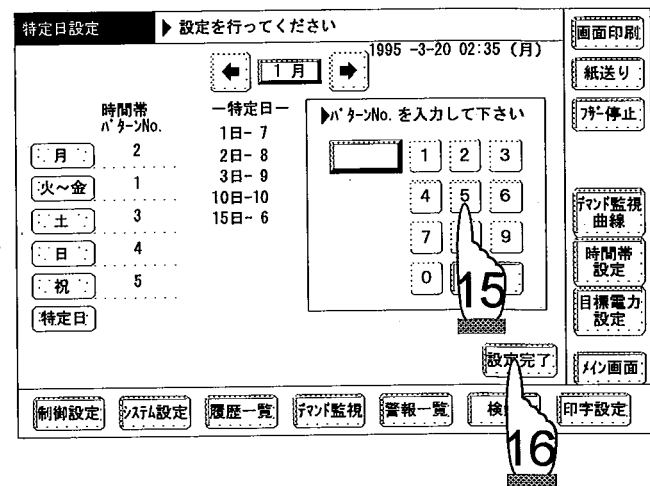 特定日設定
▶ 設定を行ってください
1995 -3-20 02:35 (月)
1月
時間帯
パターンNo.
月 2
火~金 1
土 3
日 4
祝 5
特定日
ー特定日ー
1日- 7
2日- 8
3日- 9
10日-10
15日- 6
▶パターンNo. を入力して下さい
1 2 3
4 5 6
7 9
0
15
設定完了
16
画面印刷
紙送り
ブザー停止
デマンド監視
曲線
時間帯
設定
目標電力
設定
メイン画面
制御設定 システム設定 履歴一覧 デマンド監視 警報一覧 検 印字設定